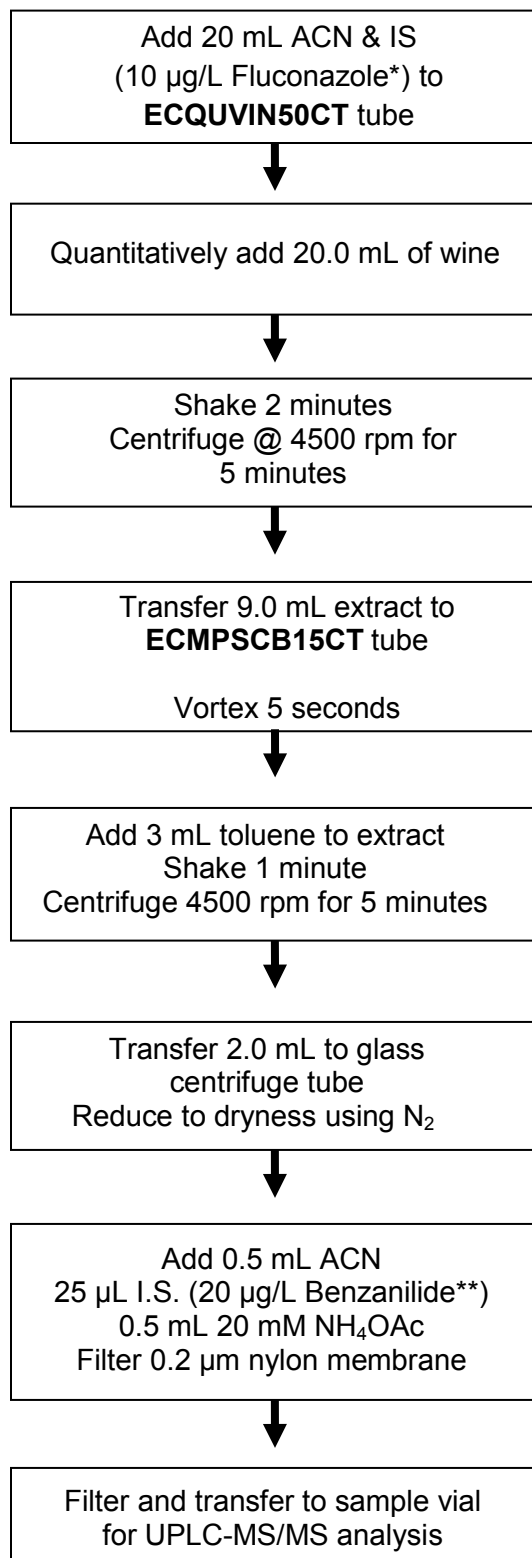 Add 20 mL ACN & IS
(10 µg/L Fluconazole*) to
ECQUVIN50CT tube
Quantitatively add 20.0 mL of wine
Shake 2 minutes
Centrifuge @ 4500 rpm for
5 minutes
Transfer 9.0 mL extract to
ECMPSCB15CT tube
Vortex 5 seconds
Add 3 mL toluene to extract
Shake 1 minute
Centrifuge 4500 rpm for 5 minutes
Transfer 2.0 mL to glass
centrifuge tube
Reduce to dryness using N₂
Add 0.5 mL ACN
25 µL I.S. (20 µg/L Benzanilide**)
0.5 mL 20 mM NH₄OAc
Filter 0.2 µm nylon membrane
Filter and transfer to sample vial
for UPLC-MS/MS analysis